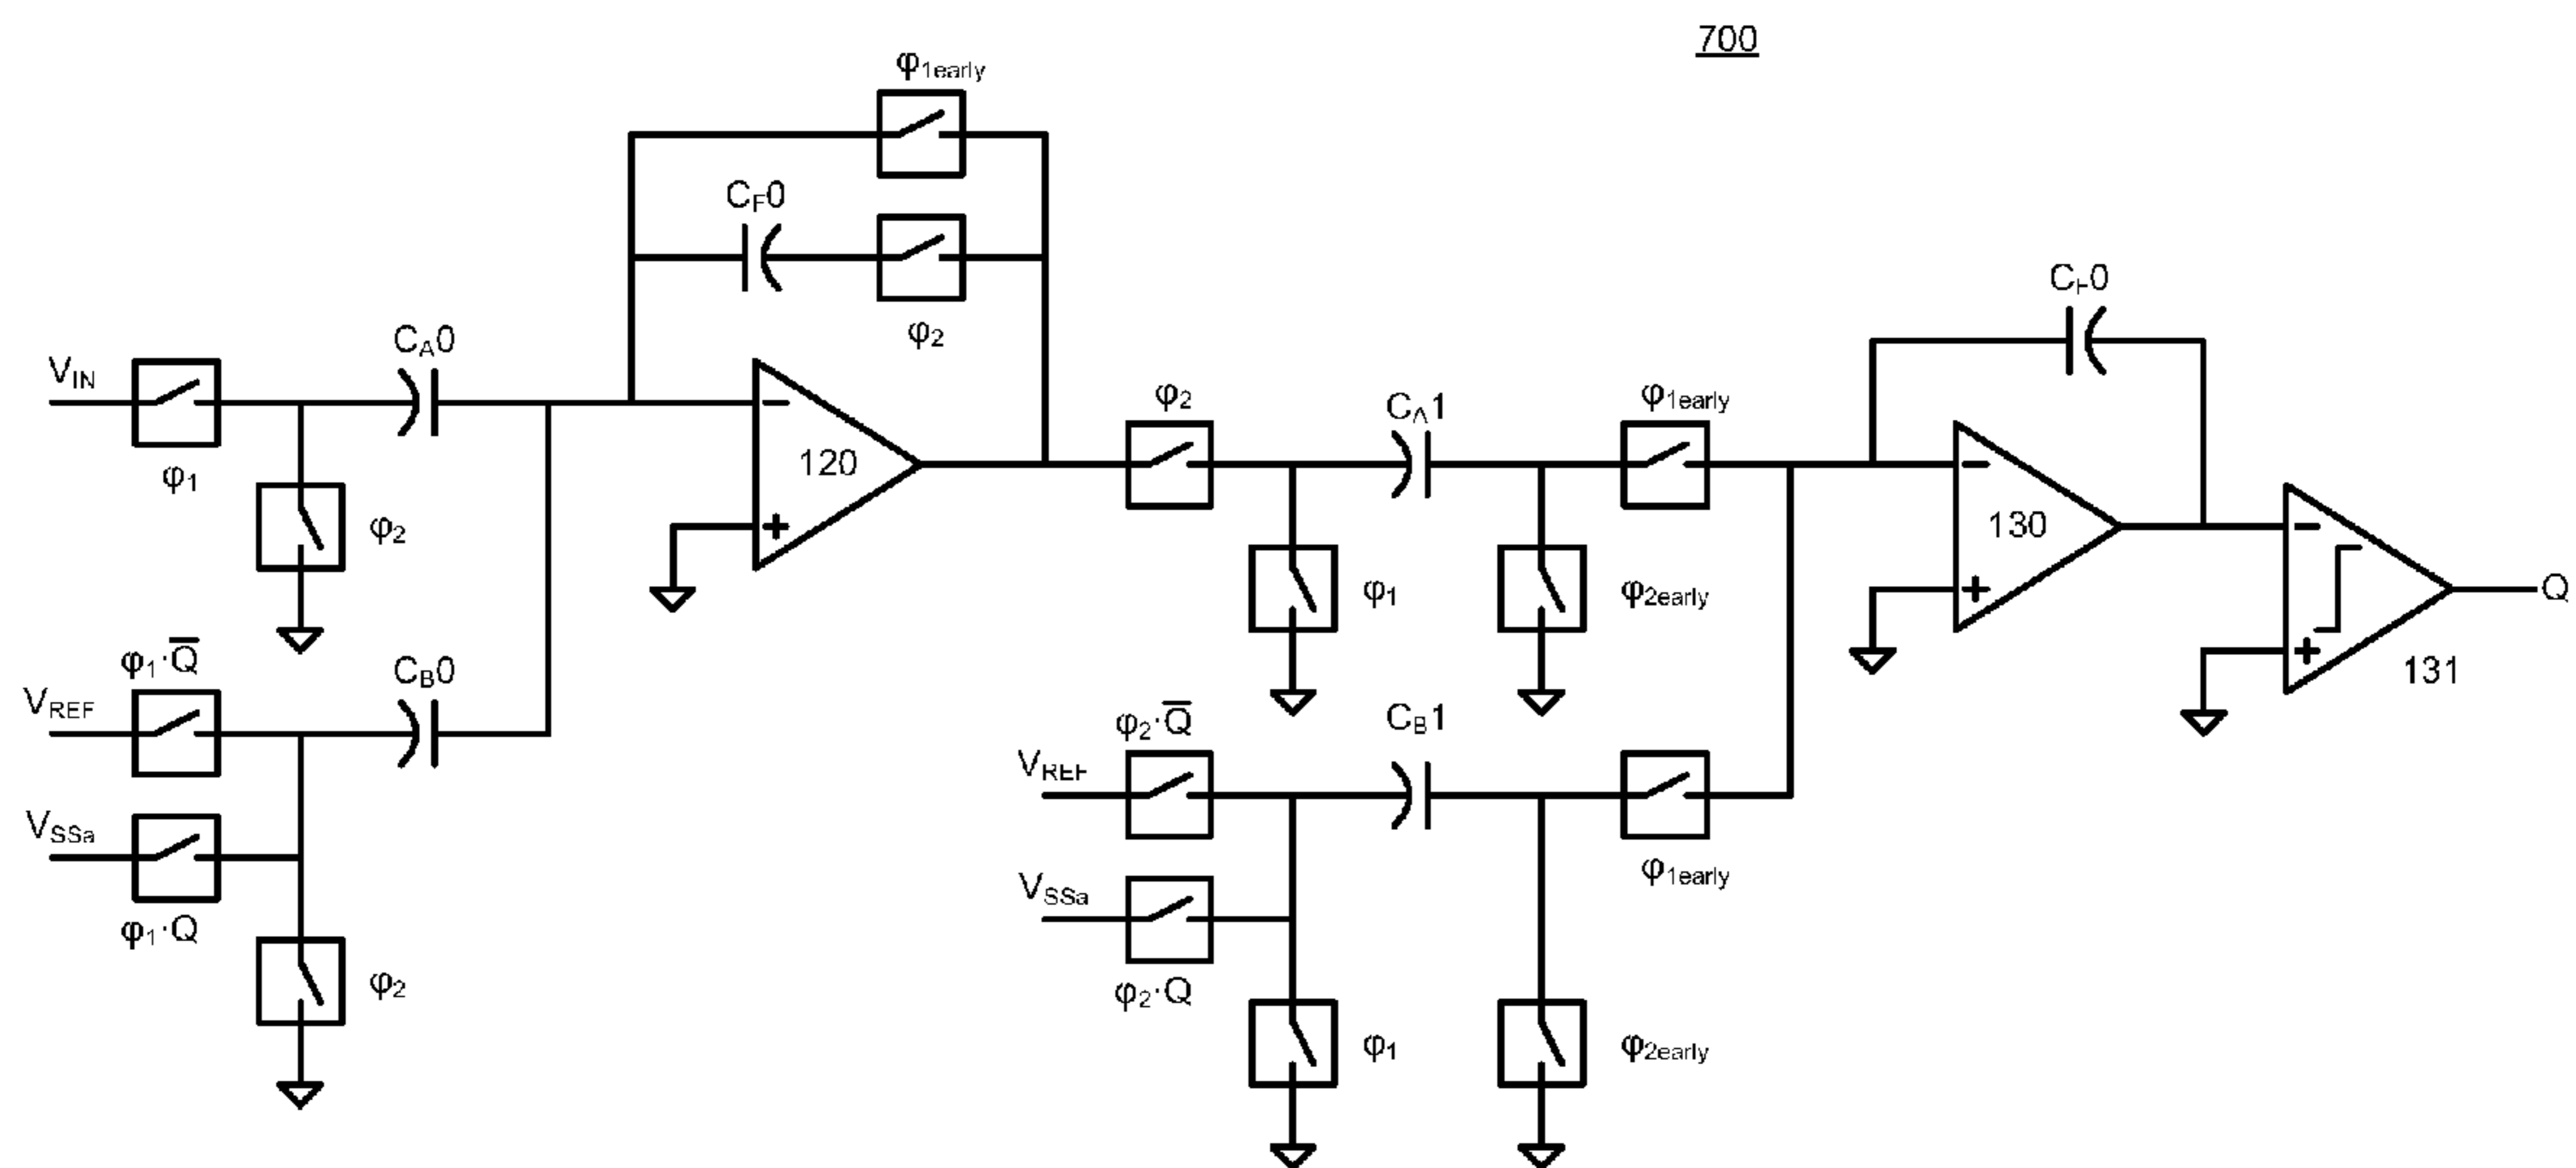 700
φ1early
CF0
φ2
CA0
VIN
φ1
φ2
120
φ2
CA1
φ1early
CF0
130
φ1
φ2early
131
Q
φ1·Q̅
CB0
VREF
VSSa
φ1·Q
φ2
φ2·Q̅
CB1
VREF
φ1early
VSSa
φ2·Q
φ1
φ2early